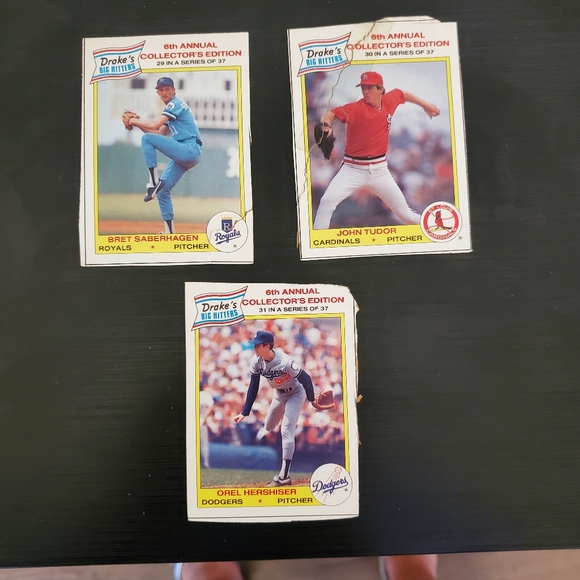 Drake's
BIG HITTERS
6th ANNUAL
COLLECTOR'S EDITION
29 IN A SERIES OF 37
BRET SABERHAGEN
ROYALS ★ PITCHER
R
Royals
Drake's
BIG HITTERS
6th ANNUAL
COLLECTOR'S EDITION
30 IN A SERIES OF 37
JOHN TUDOR
CARDINALS ★ PITCHER
Drake's
BIG HITTERS
6th ANNUAL
COLLECTOR'S EDITION
31 IN A SERIES OF 37
Dodgers
OREL HERSHISER
DODGERS ★ PITCHER
Dodgers